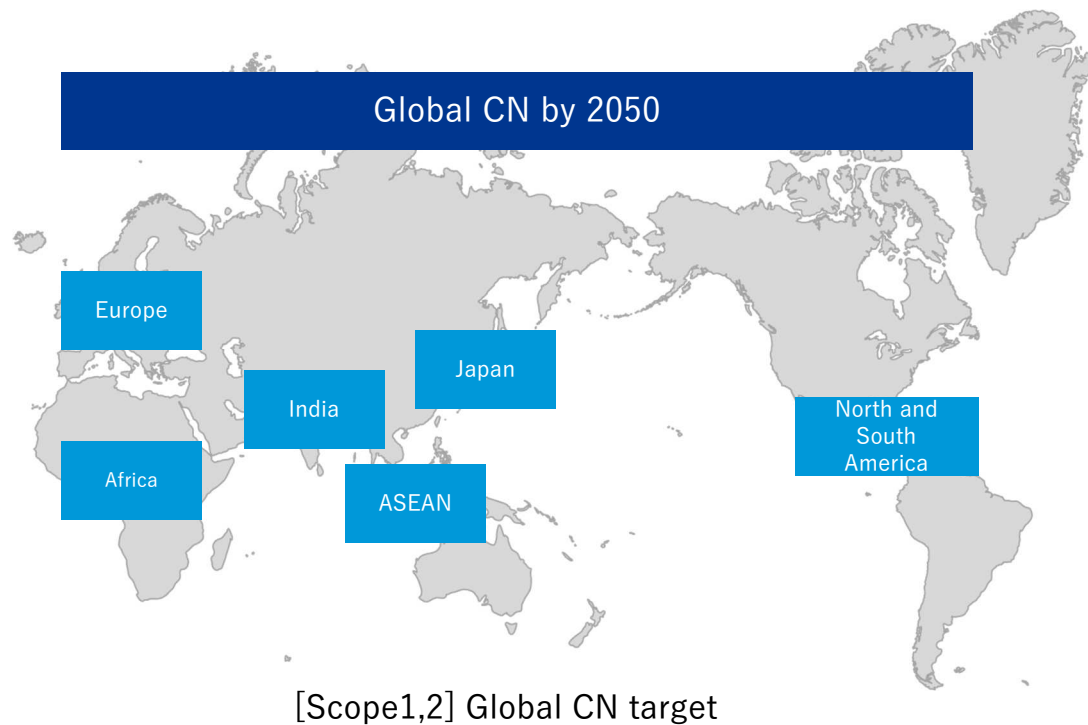 Global CN by 2050
Europe
Japan
India
North and
South
America
Africa
ASEAN
[Scope1,2] Global CN target